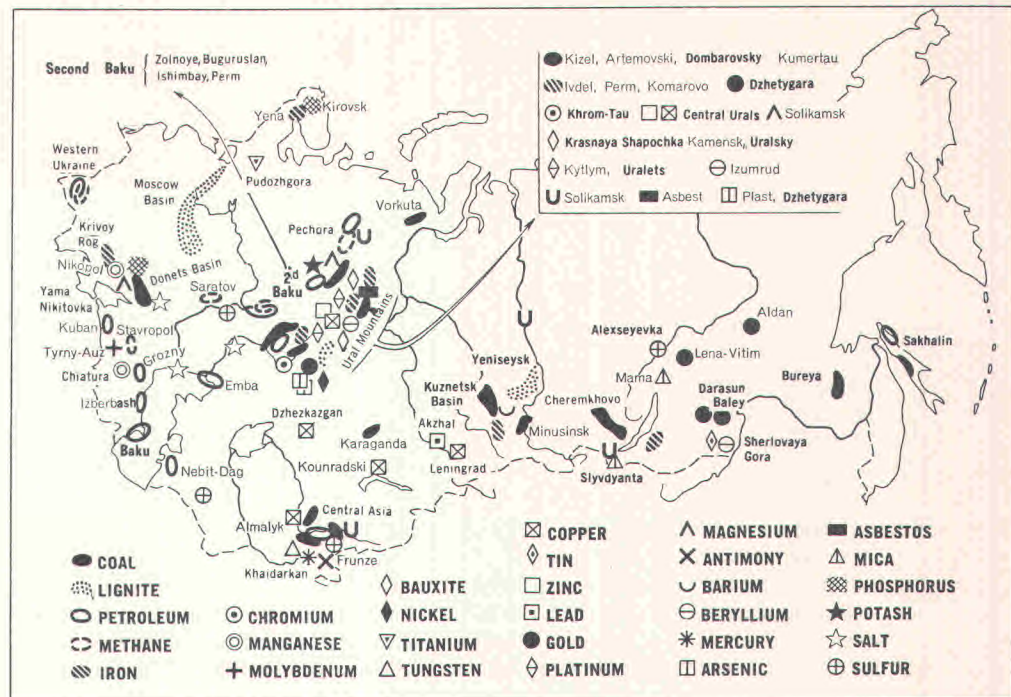 Second Baku { Zolnoye, Buguruslan,
Ishimbay, Perm
Kizel, Artemovski, Dombarovsky Kumertau
Ivdel, Perm, Komarovo Dzhetygara
Khrom-Tau Central Urals Solikamsk
Krasnaya Shapochka Kamensk, Uralsky
Kytlym, Uralets Izumrud
Solikamsk Asbest Plast, Dzhetygara
Yena
Kirovsk
Western
Ukraine
Moscow
Basin
Pudozhgora
Vorkuta
Pechora
Krivoy
Rog
Nikopol
Donets Basin
2d
Baku
Yama
Nikitovka
Saratov
Ural Mountains
Kuban
Stavropol
Tyrny-Auz
Grozny
Chiatura
Emba
Izberbash
Baku
Nebit-Dag
Dzhezkazgan
Karaganda
Kounradski
Akzhal
Leningrad
Almalyk
Central Asia
Khaidarkan
Frunze
Kuznetsk
Basin
Yeniseysk
Minusinsk
Cheremkhovo
Slyvdyanta
Alexseyevka
Mama
Aldan
Lena-Vitim
Darasun
Baley
Sherlovaya
Gora
Bureya
Sakhalin
COAL
LIGNITE
PETROLEUM
METHANE
IRON
CHROMIUM
MANGANESE
MOLYBDENUM
BAUXITE
NICKEL
TITANIUM
TUNGSTEN
COPPER
TIN
ZINC
LEAD
GOLD
PLATINUM
MAGNESIUM
ANTIMONY
BARIUM
BERYLLIUM
MERCURY
ARSENIC
ASBESTOS
MICA
PHOSPHORUS
POTASH
SALT
SULFUR